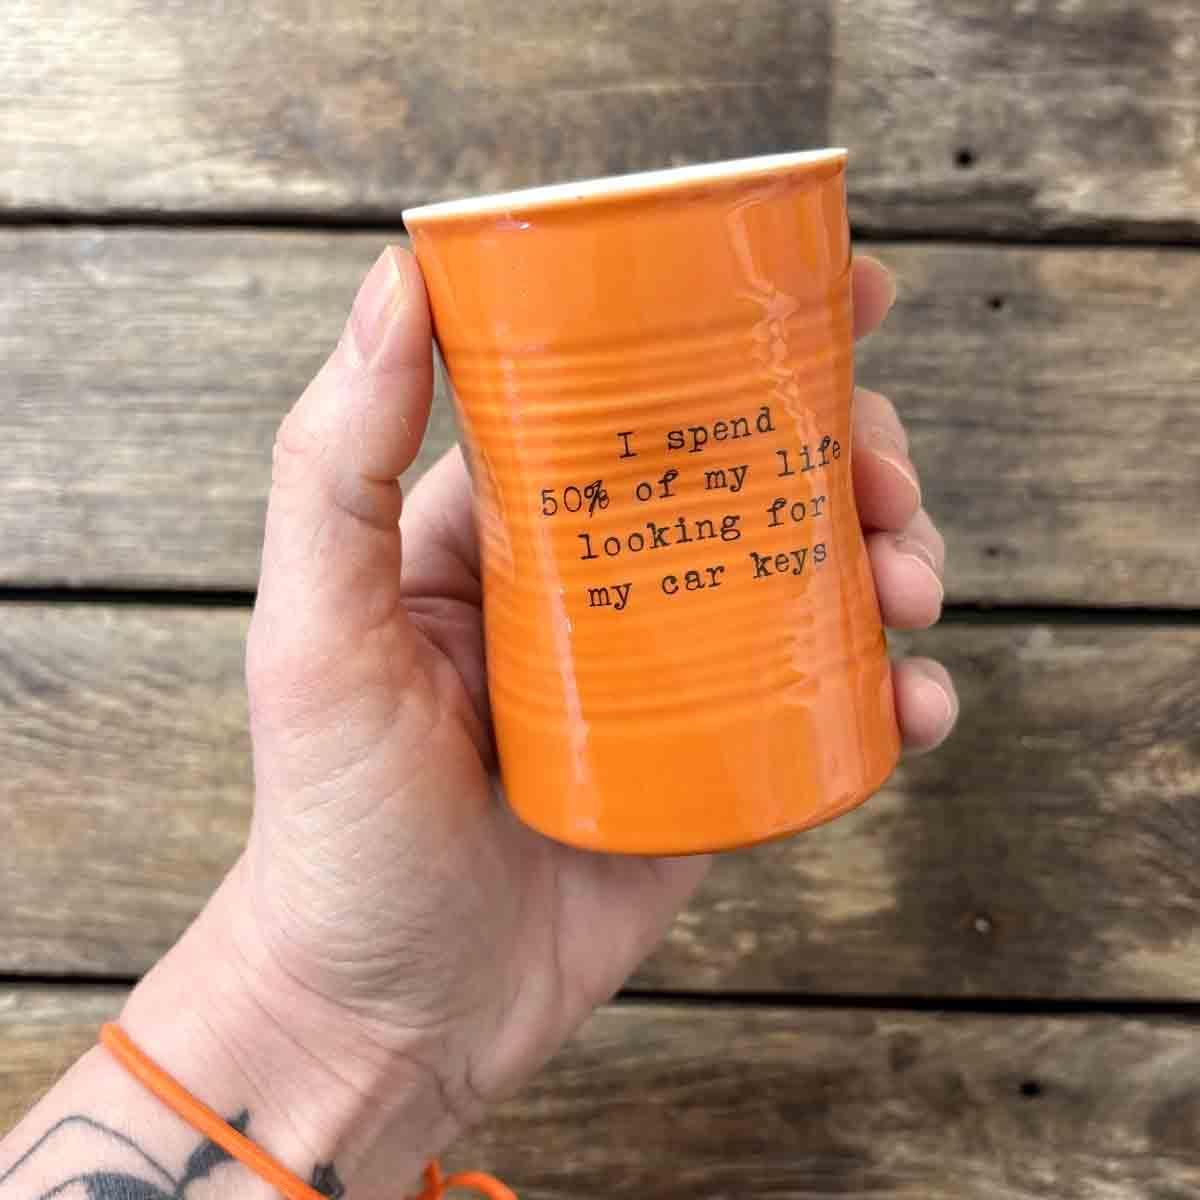 I spend
50% of my life
looking for
my car keys